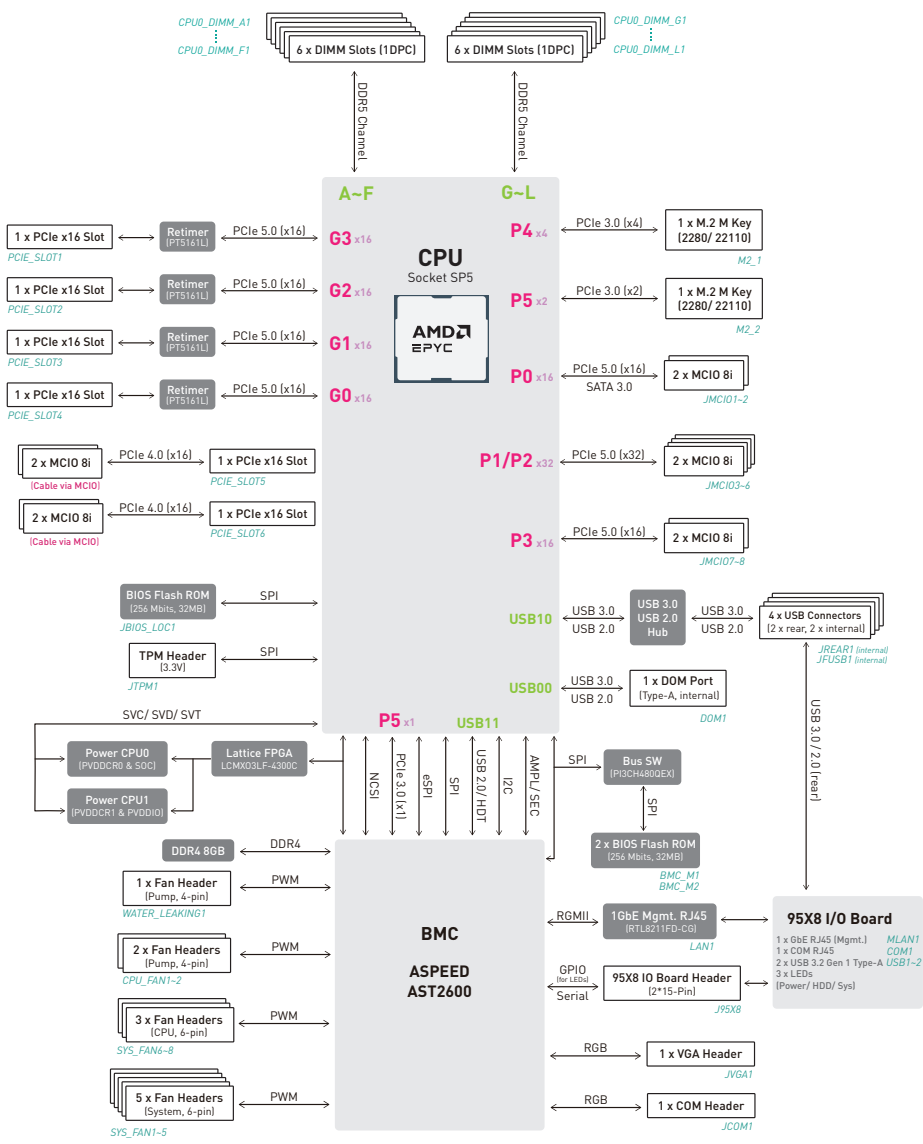 CPU0_DIMM_A1
CPU0_DIMM_F1
6 x DIMM Slots (1DPC)
6 x DIMM Slots (1DPC)
CPU0_DIMM_G1
CPU0_DIMM_L1
DDR5 Channel
DDR5 Channel
A~F
G~L
CPU
Socket SP5
AMD
EPYC
1 x PCIe x16 Slot
PCIE_SLOT1
Retimer
(PT5161L)
PCIe 5.0 (x16)
G3 x16
1 x PCIe x16 Slot
PCIE_SLOT2
Retimer
(PT5161L)
PCIe 5.0 (x16)
G2 x16
1 x PCIe x16 Slot
PCIE_SLOT3
Retimer
(PT5161L)
PCIe 5.0 (x16)
G1 x16
1 x PCIe x16 Slot
PCIE_SLOT4
Retimer
(PT5161L)
PCIe 5.0 (x16)
G0 x16
P4 x4
PCIe 3.0 (x4)
1 x M.2 M Key
(2280/ 22110)
M2_1
P5 x2
PCIe 3.0 (x2)
1 x M.2 M Key
(2280/ 22110)
M2_2
P0 x16
PCIe 5.0 (x16)
SATA 3.0
2 x MCIO 8i
JMCIO1~2
P1/P2 x32
PCIe 5.0 (x32)
2 x MCIO 8i
JMCIO3~6
P3 x16
PCIe 5.0 (x16)
2 x MCIO 8i
JMCIO7~8
2 x MCIO 8i
(Cable via MCIO)
PCIe 4.0 (x16)
1 x PCIe x16 Slot
PCIE_SLOT5
2 x MCIO 8i
(Cable via MCIO)
PCIe 4.0 (x16)
1 x PCIe x16 Slot
PCIE_SLOT6
BIOS Flash ROM
(256 Mbits, 32MB)
JBIOS_LOC1
SPI
TPM Header
(3.3V)
JTPM1
SPI
USB10
USB 3.0
USB 2.0
USB 3.0
USB 2.0
Hub
USB 3.0
USB 2.0
4 x USB Connectors
(2 x rear, 2 x internal)
JREAR1 (internal)
JFUSB1 (internal)
USB00
USB 3.0
USB 2.0
1 x DOM Port
(Type-A, internal)
DOM1
USB 3.0 / 2.0 (rear)
P5 x1
USB11
SVC/ SVD/ SVT
Power CPU0
(PVDDCR0 & SOC)
Lattice FPGA
LCMXO3LF-4300C
Power CPU1
(PVDDCR1 & PVDDIO)
NCSI
PCIe 3.0 (x1)
eSPI
SPI
USB 2.0/ HDT
I2C
AMPL/ SEC
SPI
Bus SW
(PI3CH480QEX)
SPI
2 x BIOS Flash ROM
(256 Mbits, 32MB)
BMC_M1
BMC_M2
BMC
ASPEED
AST2600
DDR4 8GB
DDR4
1 x Fan Header
(Pump, 4-pin)
WATER_LEAKING1
PWM
2 x Fan Headers
(Pump, 4-pin)
CPU_FAN1~2
PWM
3 x Fan Headers
(CPU, 6-pin)
SYS_FAN6~8
PWM
5 x Fan Headers
(System, 6-pin)
SYS_FAN1~5
PWM
RGMII
1GbE Mgmt. RJ45
(RTL8211FD-CG)
LAN1
GPIO
(for LEDs)
Serial
95X8 IO Board Header
(2*15-Pin)
J95X8
RGB
1 x VGA Header
JVGA1
RGB
1 x COM Header
JCOM1
95X8 I/O Board
1 x GbE RJ45 (Mgmt.) MLAN1
1 x COM RJ45 COM1
2 x USB 3.2 Gen 1 Type-A USB1~2
3 x LEDs
(Power/ HDD/ Sys)